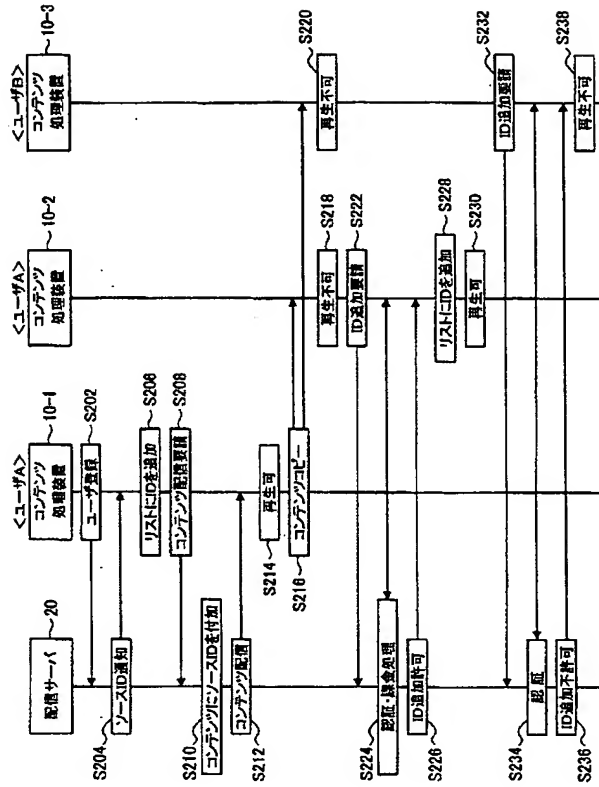 配信サーバ
20
<ユーザA>
コンテンツ
処理装置
10-1
<ユーザA>
コンテンツ
処理装置
10-2
<ユーザB>
コンテンツ
処理装置
10-3
ユーザ登録
S202
S204
ソースID通知
リストにIDを追加
S206
コンテンツ配信要請
S208
S210
コンテンツにソースIDを付加
S212
コンテンツ配信
S214
再生可
S216
コンテンツコピー
再生不可
S218
再生不可
S220
ID追加要請
S222
S224
認証・課金処理
S226
ID追加許可
リストにIDを追加
S228
再生可
S230
ID追加要請
S232
S234
認証
S236
ID追加不許可
再生不可
S238